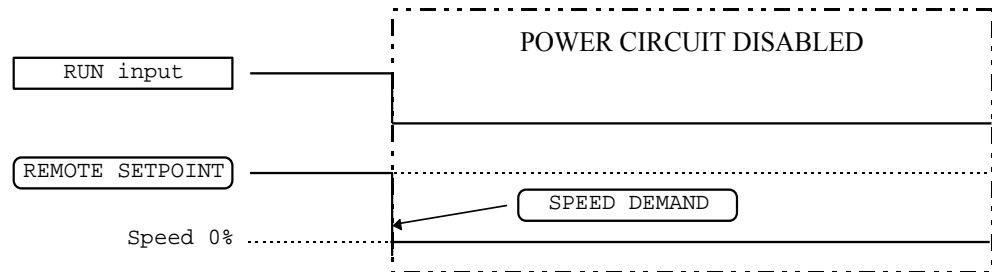 POWER CIRCUIT DISABLED
RUN input
REMOTE SETPOINT
SPEED DEMAND
Speed 0%